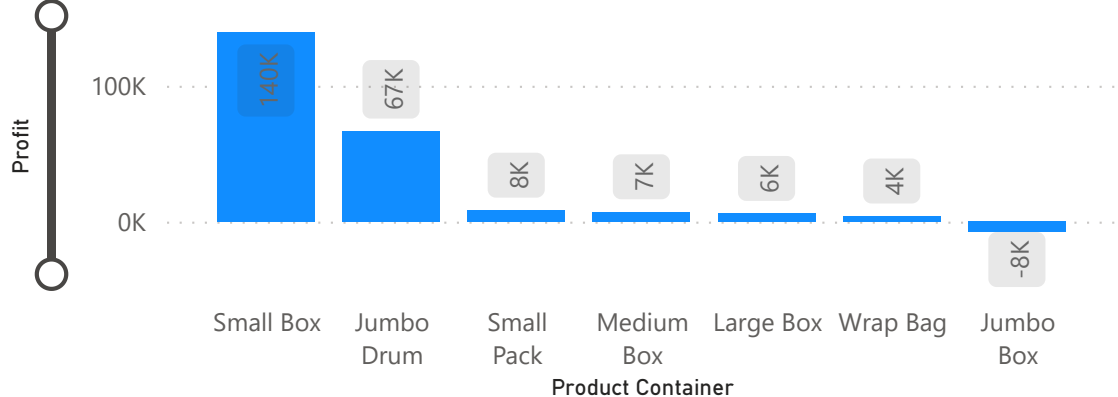 Profit
100K
0K
140K
67K
8K
7K
6K
4K
-8K
Small Box
Jumbo
Drum
Small
Pack
Medium
Box
Large Box
Wrap Bag
Jumbo
Box
Product Container